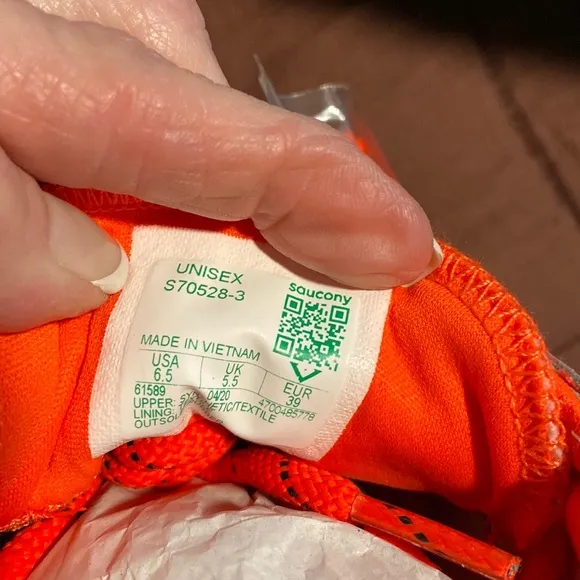 UNISEX
S70528-3
saucony
MADE IN VIETNAM
USA UK EUR
6.5 5.5 39
61589 04/20 4700485778
UPPER:
LINING: SYNTHETIC/TEXTILE